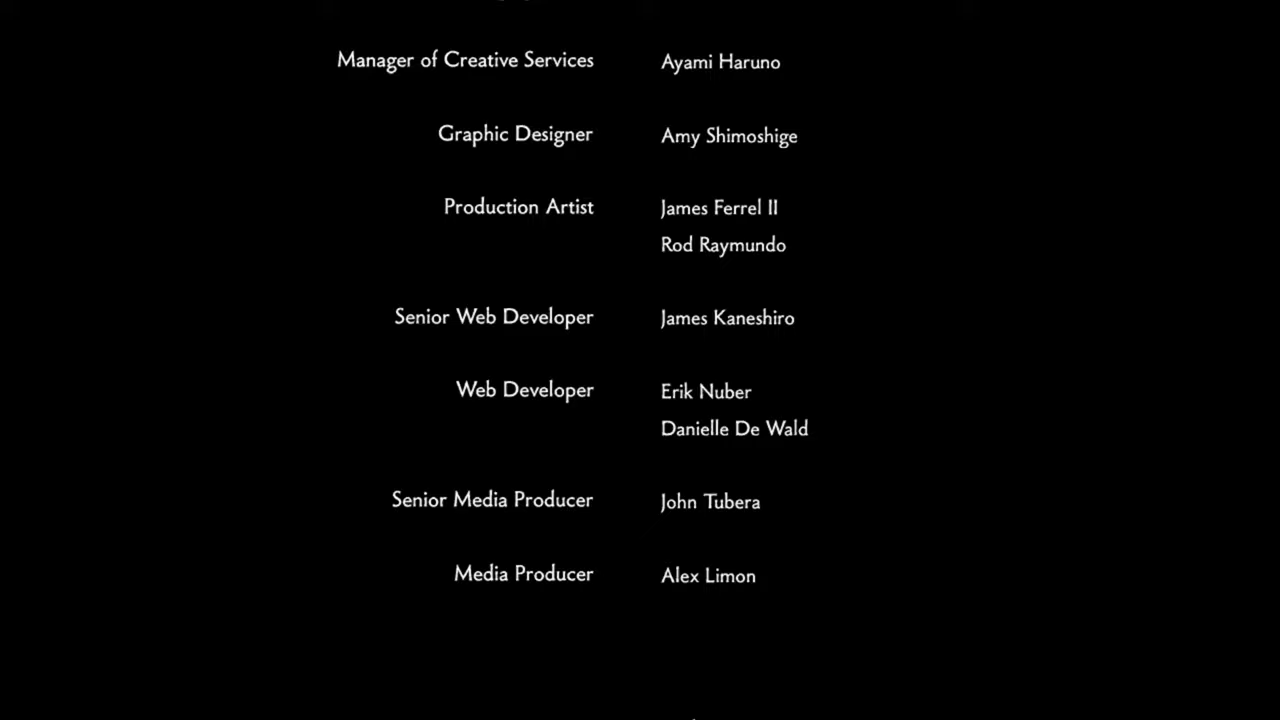 Manager of Creative Services Ayami Haruno
Graphic Designer Amy Shimoshige
Production Artist James Ferrel II
Rod Raymundo
Senior Web Developer James Kaneshiro
Web Developer Erik Nuber
Danielle De Wald
Senior Media Producer John Tubera
Media Producer Alex Limon